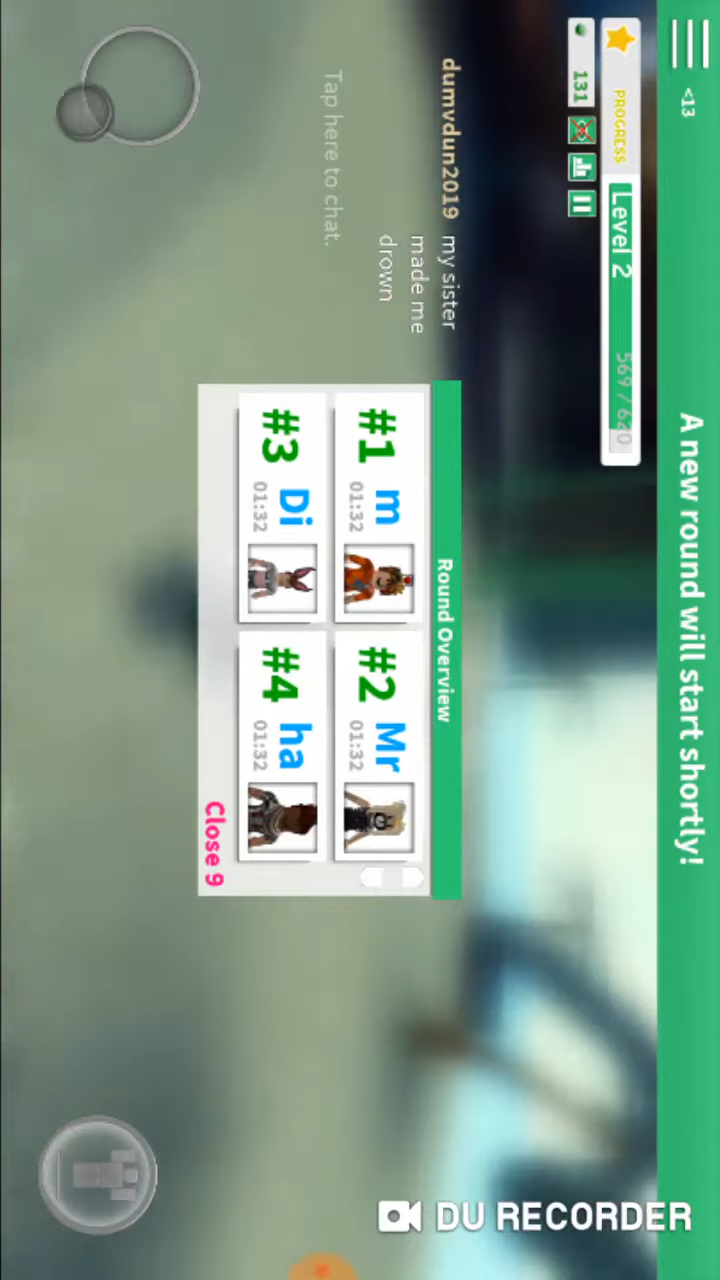 <13
A new round will start shortly!
PROGRESS
Level 2
569 / 620
131
dumvdun2019 my sister
made me
drown
Tap here to chat.
Round Overview
#1 m
01:32
#2 Mr
01:32
#3 Di
01:32
#4 ha
01:32
Close 9
DU RECORDER